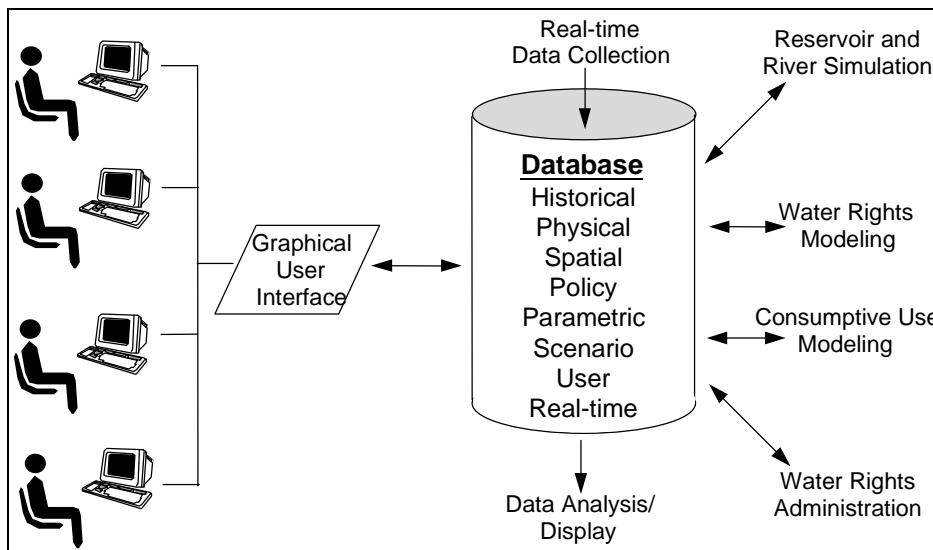 Real-time
Data Collection
Reservoir and
River Simulation
Database
Historical
Physical
Spatial
Policy
Parametric
Scenario
User
Real-time
Graphical
User
Interface
Water Rights
Modeling
Consumptive Use
Modeling
Water Rights
Administration
Data Analysis/
Display